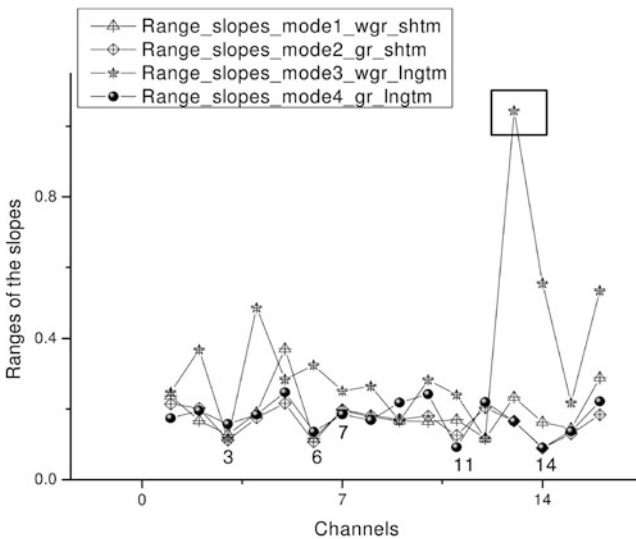 Range_slopes_mode1_wgr_shtm
Range_slopes_mode2_gr_shtm
Range_slopes_mode3_wgr_lngtm
Range_slopes_mode4_gr_lngtm
Ranges of the slopes
0.8
0.4
0.0
3
6
7
11
14
0
7
14
Channels